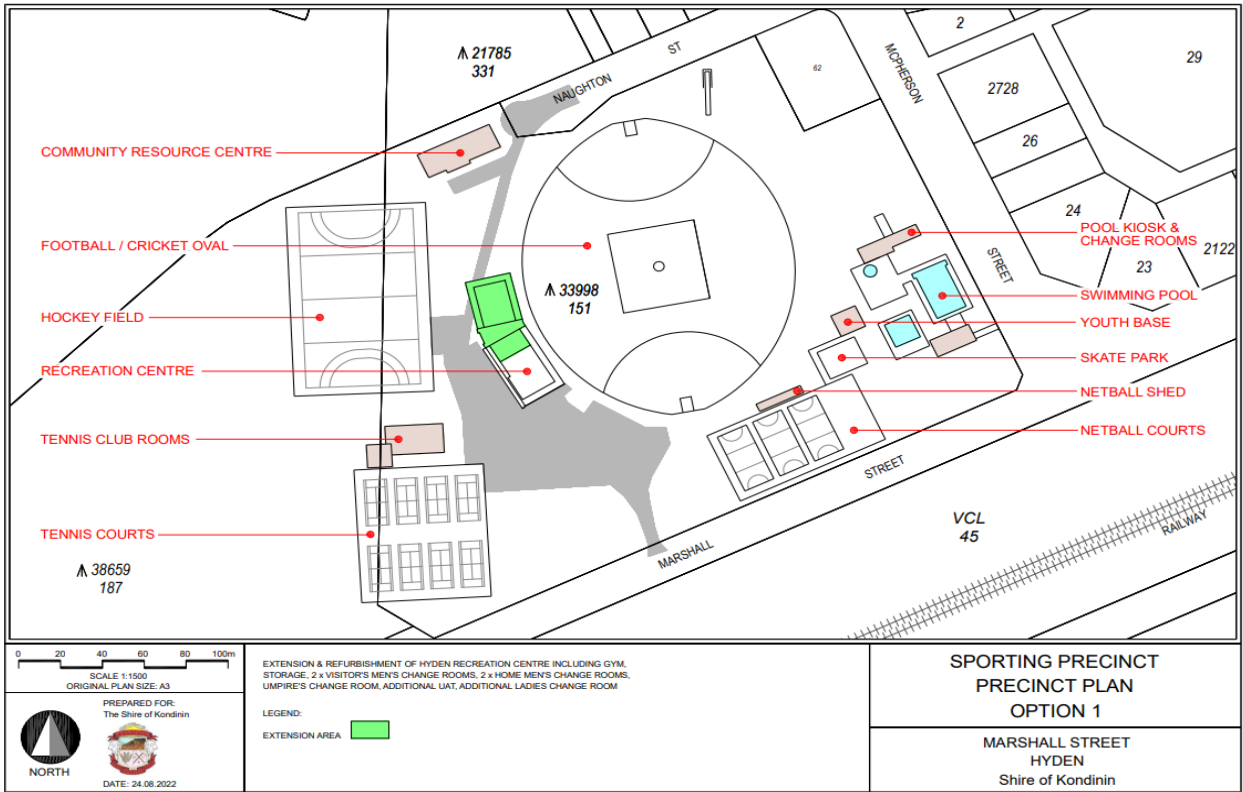 21785
331
NAUGHTON
ST
62
MCPHERSON
STREET
2
29
2728
26
24
23
2122
COMMUNITY RESOURCE CENTRE
FOOTBALL / CRICKET OVAL
HOCKEY FIELD
RECREATION CENTRE
TENNIS CLUB ROOMS
TENNIS COURTS
38659
187
33998
151
POOL KIOSK &
CHANGE ROOMS
SWIMMING POOL
YOUTH BASE
SKATE PARK
NETBALL SHED
NETBALL COURTS
MARSHALL
STREET
VCL
45
RAILWAY
0 20 40 60 80 100m
SCALE 1:1500
ORIGINAL PLAN SIZE: A3
NORTH
PREPARED FOR:
The Shire of Kondinin
DATE: 24.08.2022
EXTENSION & REFURBISHMENT OF HYDEN RECREATION CENTRE INCLUDING GYM,
STORAGE, 2 x VISITOR'S MEN'S CHANGE ROOMS, 2 x HOME MEN'S CHANGE ROOMS,
UMPIRE'S CHANGE ROOM, ADDITIONAL UAT, ADDITIONAL LADIES CHANGE ROOM
LEGEND:
EXTENSION AREA
SPORTING PRECINCT
PRECINCT PLAN
OPTION 1
MARSHALL STREET
HYDEN
Shire of Kondinin